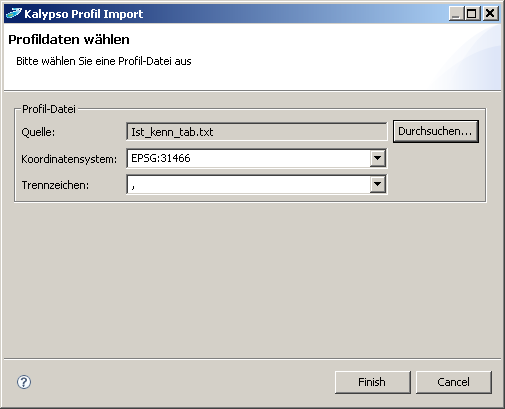 Kalypso Profil Import
Profildaten wählen
Bitte wählen Sie eine Profil-Datei aus
Profil-Datei
Quelle: Ist_kenn_tab.txt Durchsuchen...
Koordinatensystem: EPSG:31466
Trennzeichen: ,
? Finish Cancel